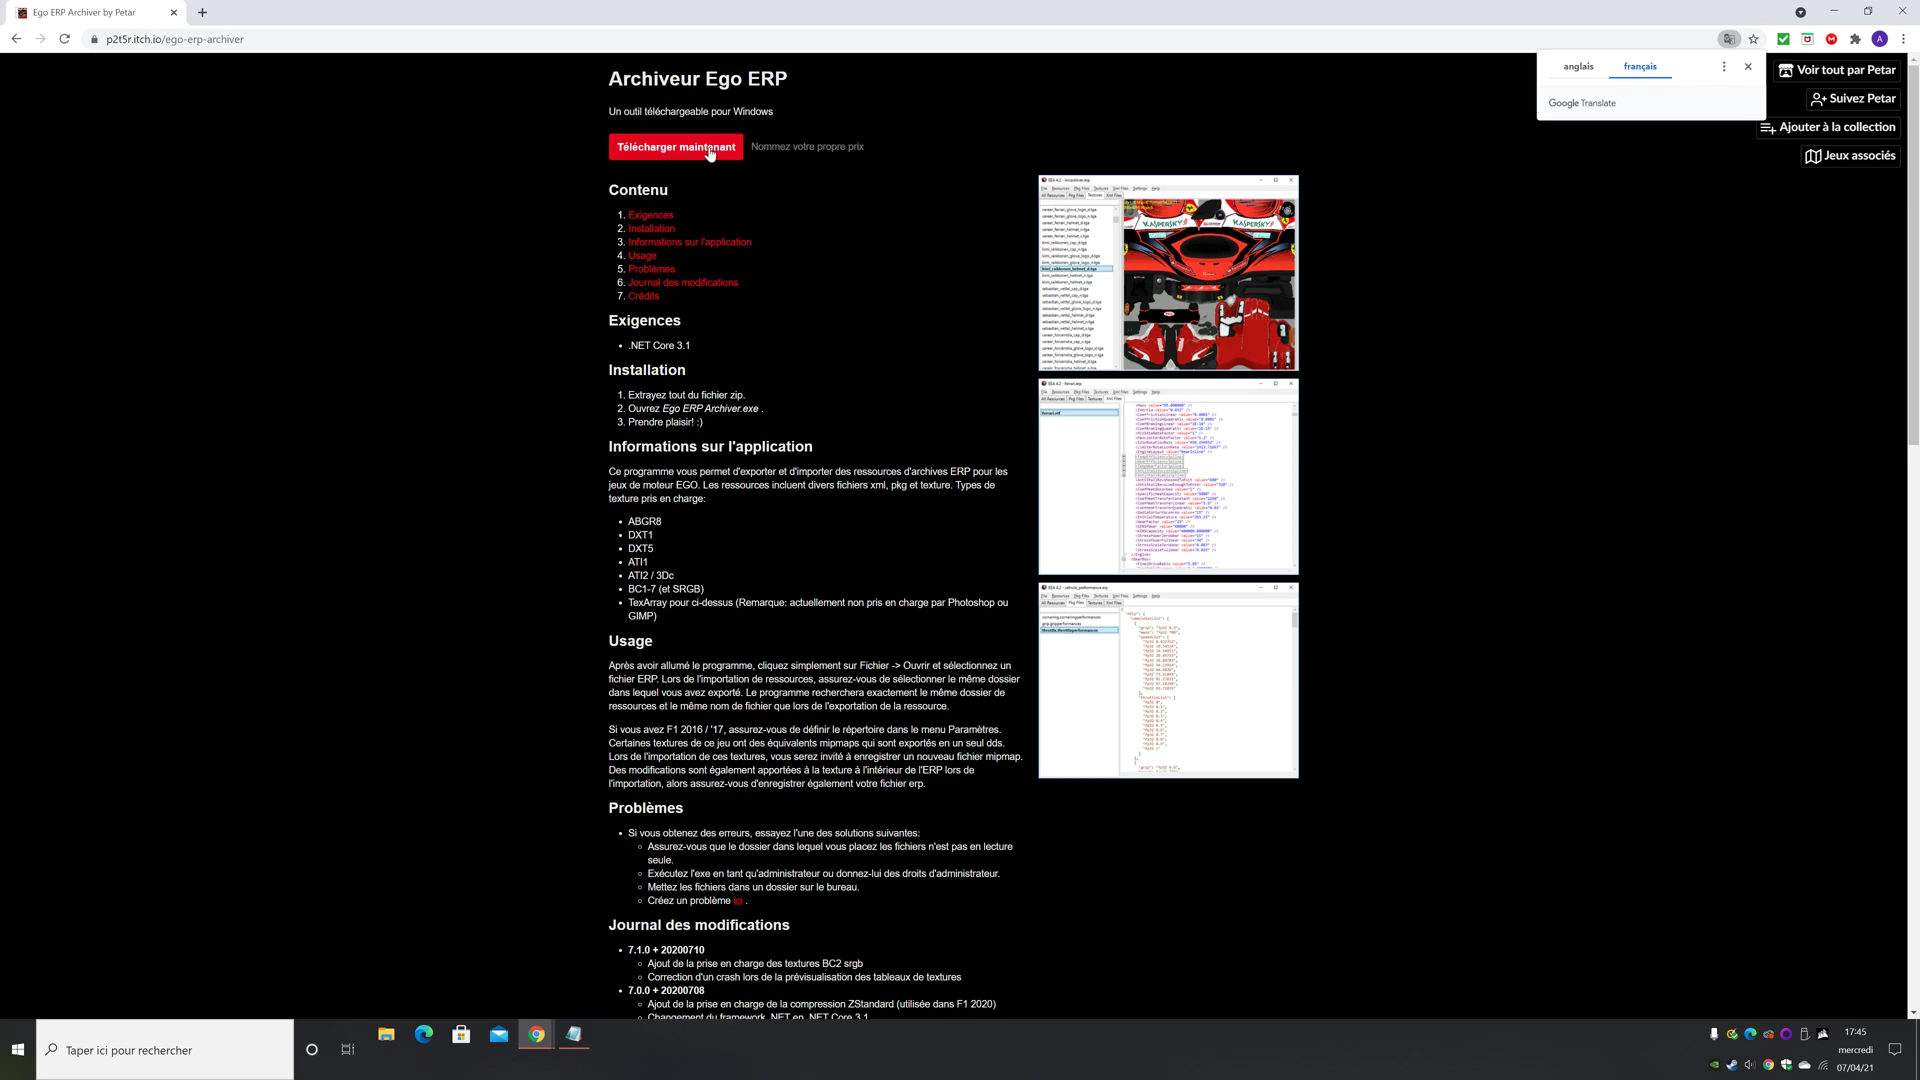 Ego ERP Archiver by Petar
p2t5r.itch.io/ego-erp-archiver
A
anglais
français
Google Translate
Voir tout par Petar
Suivez Petar
Ajouter à la collection
Jeux associés
Archiveur Ego ERP
Un outil téléchargeable pour Windows
Télécharger maintenant
Nommez votre propre prix
Contenu
1. Exigences
2. Installation
3. Informations sur l'application
4. Usage
5. Problèmes
6. Journal des modifications
7. Crédits
Exigences
• .NET Core 3.1
Installation
1. Extrayez tout du fichier zip.
2. Ouvrez Ego ERP Archiver.exe .
3. Prendre plaisir! :)
Informations sur l'application
Ce programme vous permet d'exporter et d'importer des ressources d'archives ERP pour les
jeux de moteur EGO. Les ressources incluent divers fichiers xml, pkg et texture. Types de
texture pris en charge:
• ABGR8
• DXT1
• DXT5
• ATI1
• ATI2 / 3Dc
• BC1-7 (et SRGB)
• TexArray pour ci-dessus (Remarque: actuellement non pris en charge par Photoshop ou
GIMP)
Usage
Après avoir allumé le programme, cliquez simplement sur Fichier -> Ouvrir et sélectionnez un
fichier ERP. Lors de l'importation de ressources, assurez-vous de sélectionner le même dossier
dans lequel vous avez exporté. Le programme recherchera exactement le même dossier de
ressources et le même nom de fichier que lors de l'exportation de la ressource.
Si vous avez F1 2016 / '17, assurez-vous de définir le répertoire dans le menu Paramètres.
Certaines textures de ce jeu ont des équivalents mipmaps qui sont exportés en un seul dds.
Lors de l'importation de ces textures, vous serez invité à enregistrer un nouveau fichier mipmap.
Des modifications sont également apportées à la texture à l'intérieur de l'ERP lors de
l'importation, alors assurez-vous d'enregistrer également votre fichier erp.
Problèmes
• Si vous obtenez des erreurs, essayez l'une des solutions suivantes:
Assurez-vous que le dossier dans lequel vous placez les fichiers n'est pas en lecture
seule.
Exécutez l'exe en tant qu'administrateur ou donnez-lui des droits d'administrateur.
Mettez les fichiers dans un dossier sur le bureau.
Créez un problème ici .
Journal des modifications
• 7.1.0 + 20200710
Ajout de la prise en charge des textures BC2 srgb
Correction d'un crash lors de la prévisualisation des tableaux de textures
• 7.0.0 + 20200708
Ajout de la prise en charge de la compression ZStandard (utilisée dans F1 2020)
Changement du framework .NET en .NET Core 3.1
KASPERSKY
KASPERSKY
Taper ici pour rechercher
17:45
mercredi
07/04/21